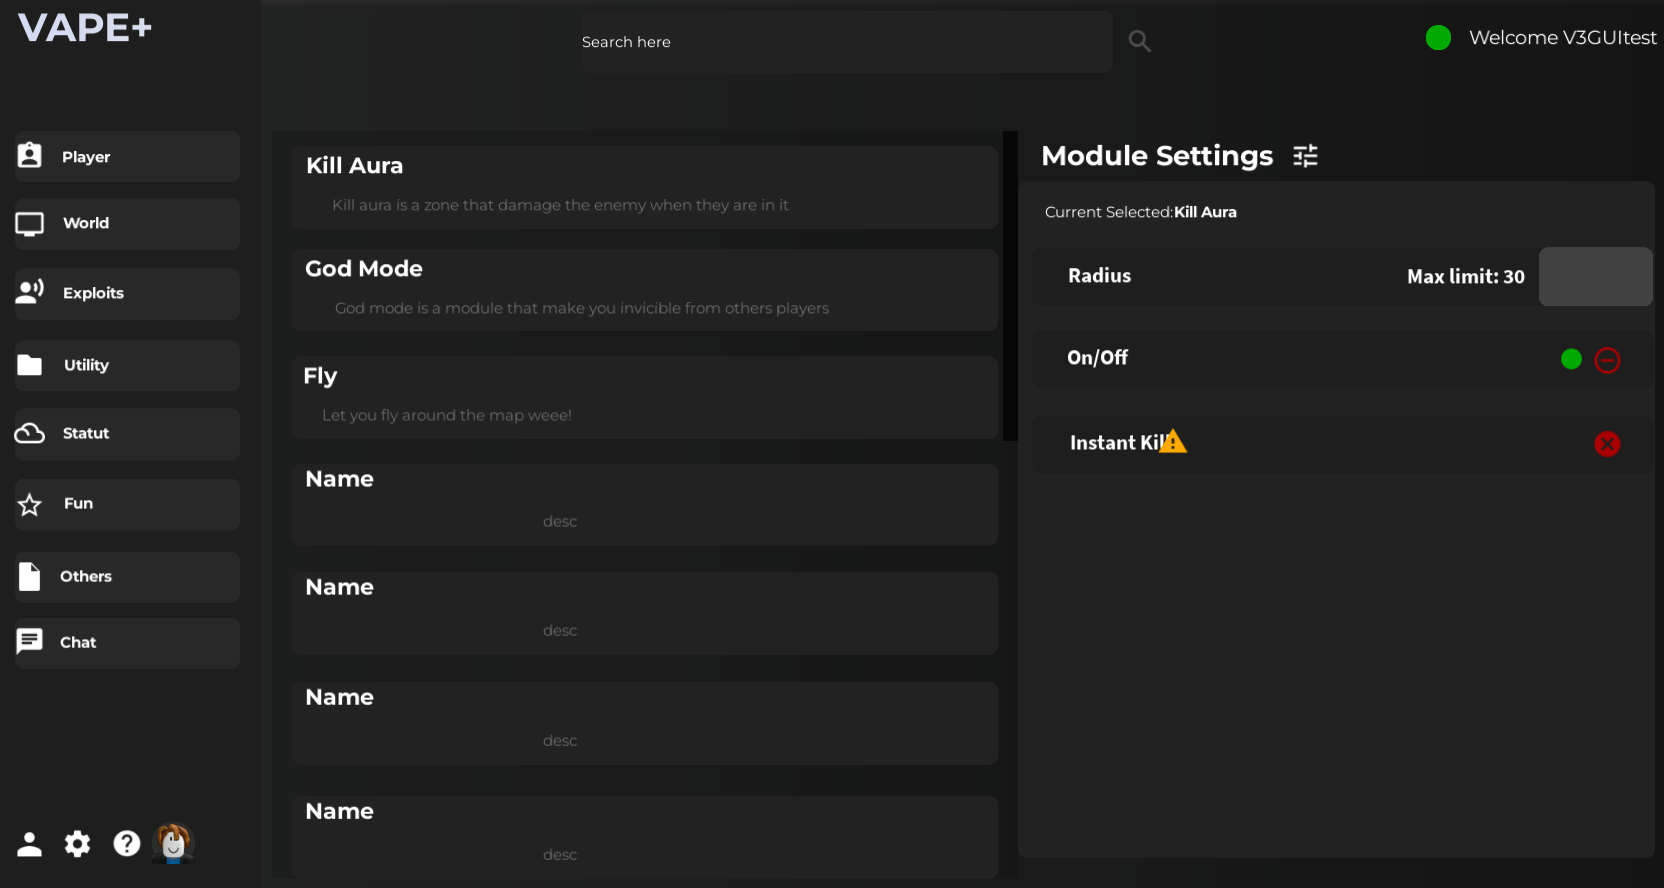 VAPE+
Search here
Welcome V3GUItest
Player
World
Exploits
Utility
Statut
Fun
Others
Chat
Kill Aura
Kill aura is a zone that damage the enemy when they are in it
God Mode
God mode is a module that make you invicible from others players
Fly
Let you fly around the map weee!
Name
desc
Name
desc
Name
desc
Name
desc
Module Settings
Current Selected:Kill Aura
Radius Max limit: 30
On/Off
Instant Kill